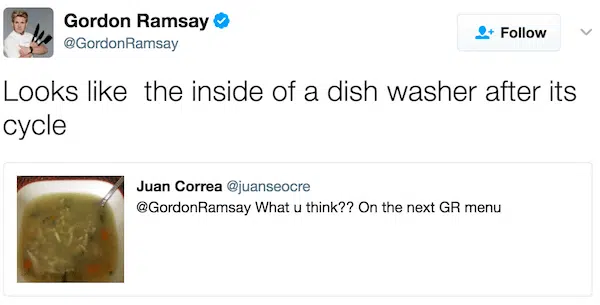 Gordon Ramsay
@GordonRamsay
Follow
Looks like  the inside of a dish washer after its
cycle
Juan Correa @juanseocre
@GordonRamsay What u think?? On the next GR menu